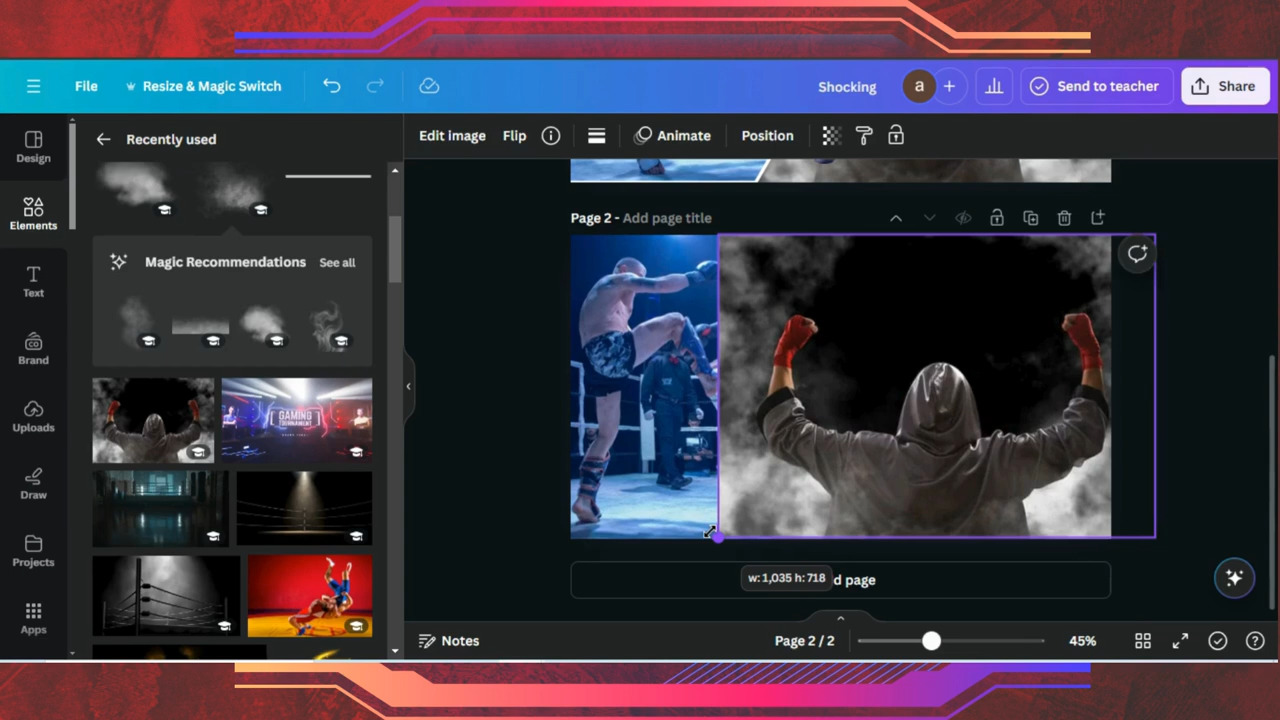 File
Resize & Magic Switch
Shocking
a
Send to teacher
Share
Design
Elements
Text
Brand
Uploads
Draw
Projects
Apps
Recently used
Magic Recommendations
See all
GAMING
TOURNAMENT
Edit image
Flip
Animate
Position
Page 2 - Add page title
w: 1,035 h: 718
d page
Notes
Page 2 / 2
45%